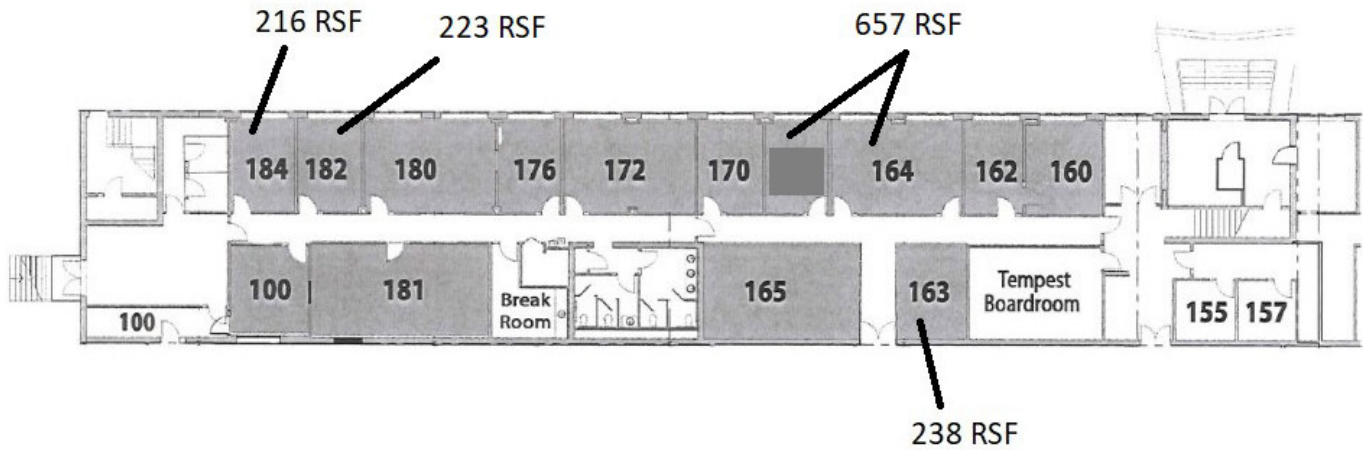 216 RSF
223 RSF
657 RSF
184
182
180
176
172
170
164
162
160
100
181
Break
Room
165
163
Tempest
Boardroom
155
157
100
238 RSF